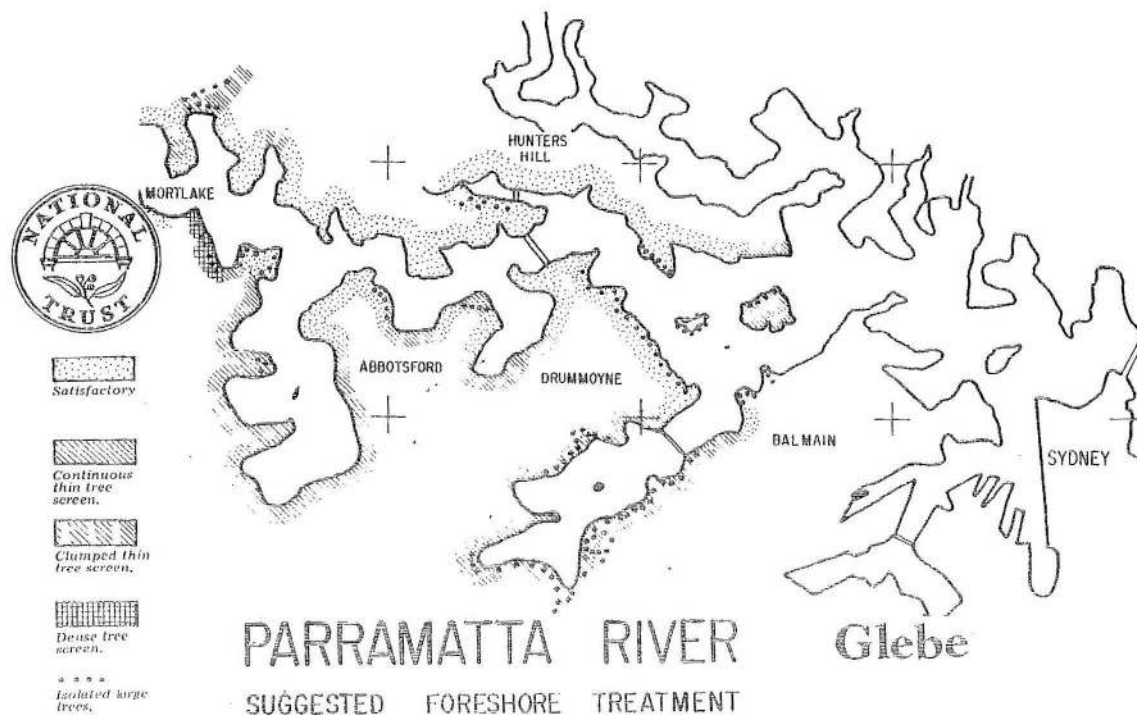 HUNTERS
HILL
MORTLAKE
NATIONAL
TRUST
ABBOTSFORD
DRUMMOYNE
BALMAIN
SYDNEY
Satisfactory
Continuous
thin tree
screen.
Clumped thin
tree screen.
Dense tree
screen.
Isolated large
trees.
PARRAMATTA RIVER
Glebe
SUGGESTED FORESHORE TREATMENT